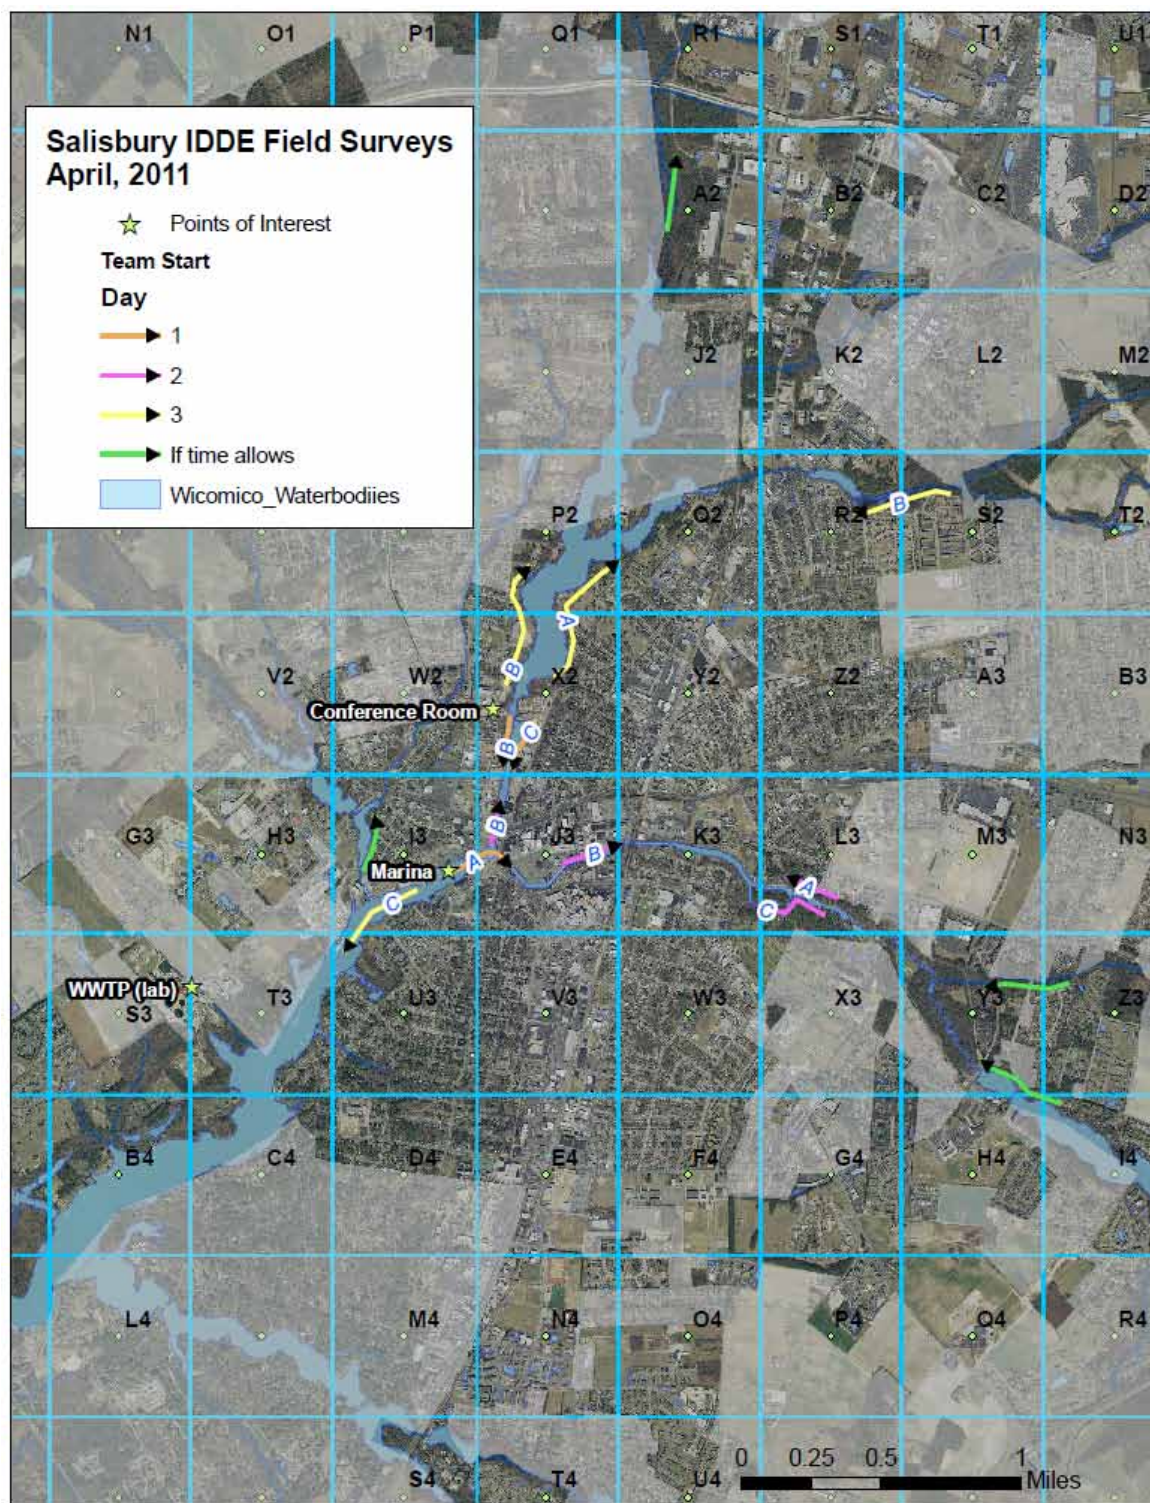 N1 O1 P1 Q1 R1 S1 T1 U1
Salisbury IDDE Field Surveys
April, 2011
Points of Interest
Team Start
Day
1
2
3
If time allows
Wicomico_Waterbodiies
A2 B2 C2 D2
J2 K2 L2 M2
B
P2 Q2 R2 S2 T2
A
B
V2 W2 X2 Y2 Z2 A3 B3
Conference Room
B C
B
G3 H3 I3 J3 K3 L3 M3 N3
B
Marina A
A
C C
WWTP (lab)
S3 T3 U3 V3 W3 X3 Y3 Z3
B4 C4 D4 E4 F4 G4 H4 I4
L4 M4 N4 O4 P4 Q4 R4
0 0.25 0.5 1
Miles
S4 T4 U4